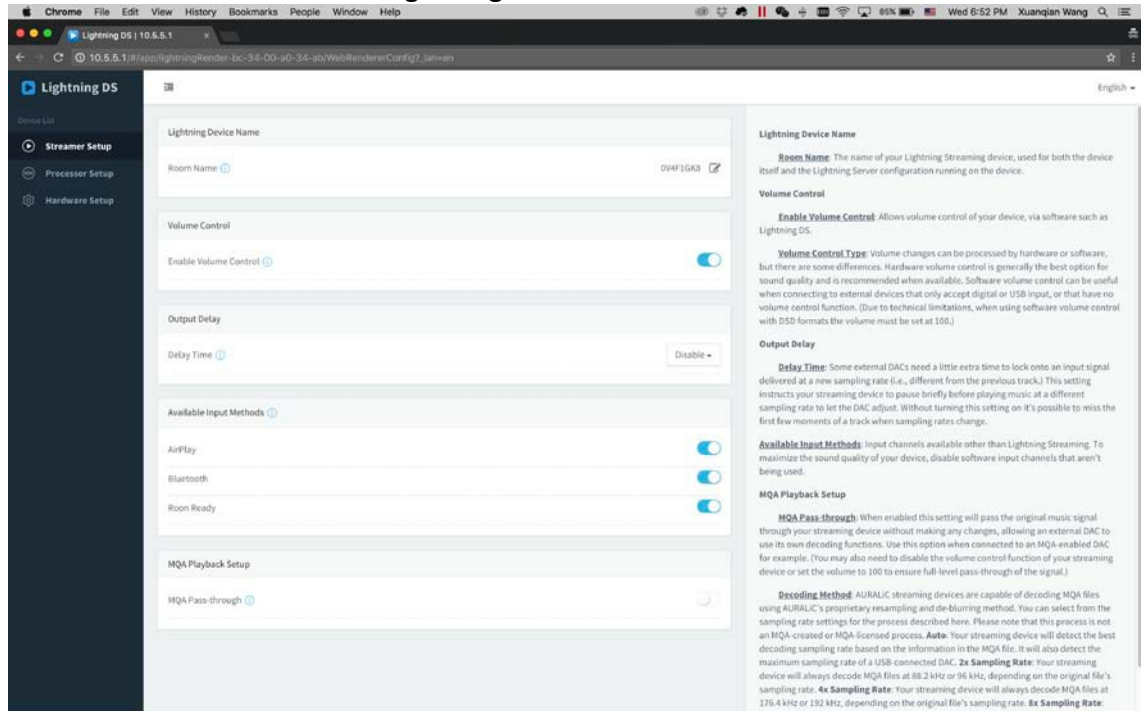 Chrome File Edit View History Bookmarks People Window Help 85% Wed 6:52 PM Xuanqian Wang
Lightning DS | 10.5.5.1 ×
10.5.5.1/#/app/lightningRender-bc-34-00-a0-34-ab/WebRendererConfig?_lan=en
Lightning DS
English
Device List
Streamer Setup
Processor Setup
Hardware Setup
Lightning Device Name
Room Name
0V4F1GK8
Volume Control
Enable Volume Control
Output Delay
Delay Time
Disable
Available Input Methods
AirPlay
Bluetooth
Roon Ready
MQA Playback Setup
MQA Pass-through
Lightning Device Name
Room Name: The name of your Lightning Streaming device, used for both the device
itself and the Lightning Server configuration running on the device.
Volume Control
Enable Volume Control: Allows volume control of your device, via software such as
Lightning DS.
Volume Control Type: Volume changes can be processed by hardware or software,
but there are some differences. Hardware volume control is generally the best option for
sound quality and is recommended when available. Software volume control can be useful
when connecting to external devices that only accept digital or USB input, or that have no
volume control function. (Due to technical limitations, when using software volume control
with DSD formats the volume must be set at 100.)
Output Delay
Delay Time: Some external DACs need a little extra time to lock onto an input signal
delivered at a new sampling rate (i.e., different from the previous track.) This setting
instructs your streaming device to pause briefly before playing music at a different
sampling rate to let the DAC adjust. Without turning this setting on it's possible to miss the
first few moments of a track when sampling rates change.
Available Input Methods: Input channels available other than Lightning Streaming. To
maximize the sound quality of your device, disable software input channels that aren't
being used.
MQA Playback Setup
MQA Pass-through: When enabled this setting will pass the original music signal
through your streaming device without making any changes, allowing an external DAC to
use its own decoding functions. Use this option when connected to an MQA-enabled DAC
for example. (You may also need to disable the volume control function of your streaming
device or set the volume to 100 to ensure full-level pass-through of the signal.)
Decoding Method: AURALiC streaming devices are capable of decoding MQA files
using AURALiC's proprietary resampling and de-blurring method. You can select from the
sampling rate settings for the process described here. Please note that this process is not
an MQA-created or MQA-licensed process. Auto: Your streaming device will detect the best
decoding sampling rate based on the information in the MQA file. It will also detect the
maximum sampling rate of a USB-connected DAC. 2x Sampling Rate: Your streaming
device will always decode MQA files at 88.2 kHz or 96 kHz, depending on the original file's
sampling rate. 4x Sampling Rate: Your streaming device will always decode MQA files at
176.4 kHz or 192 kHz, depending on the original file's sampling rate. 8x Sampling Rate: